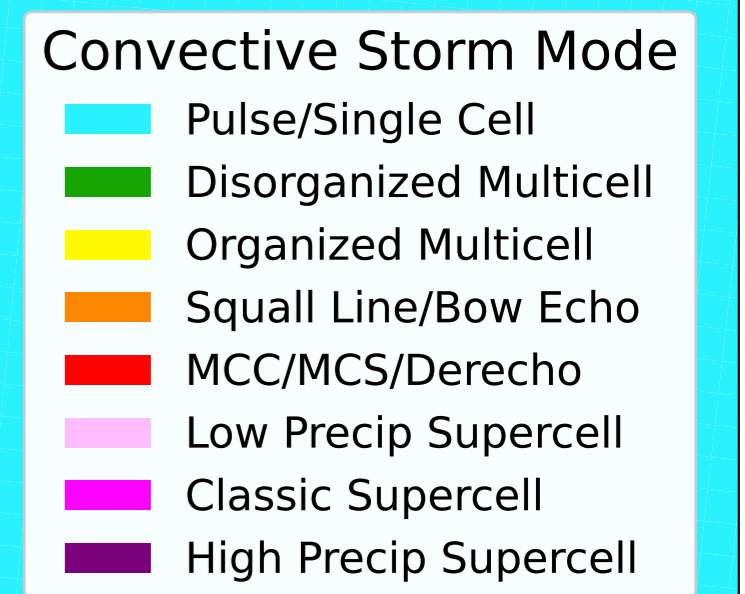 Convective Storm Mode
Pulse/Single Cell
Disorganized Multicell
Organized Multicell
Squall Line/Bow Echo
MCC/MCS/Derecho
Low Precip Supercell
Classic Supercell
High Precip Supercell